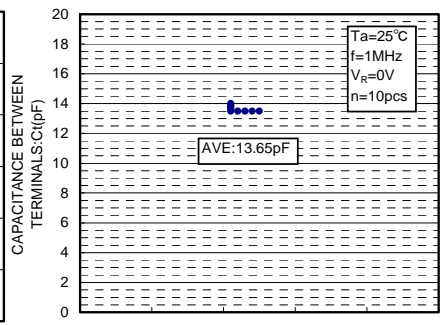 20
18
16
14
12
10
8
6
4
2
0
CAPACITANCE BETWEEN
TERMINALS:Ct(pF)
Ta=25°C
f=1MHz
VR=0V
n=10pcs
AVE:13.65pF